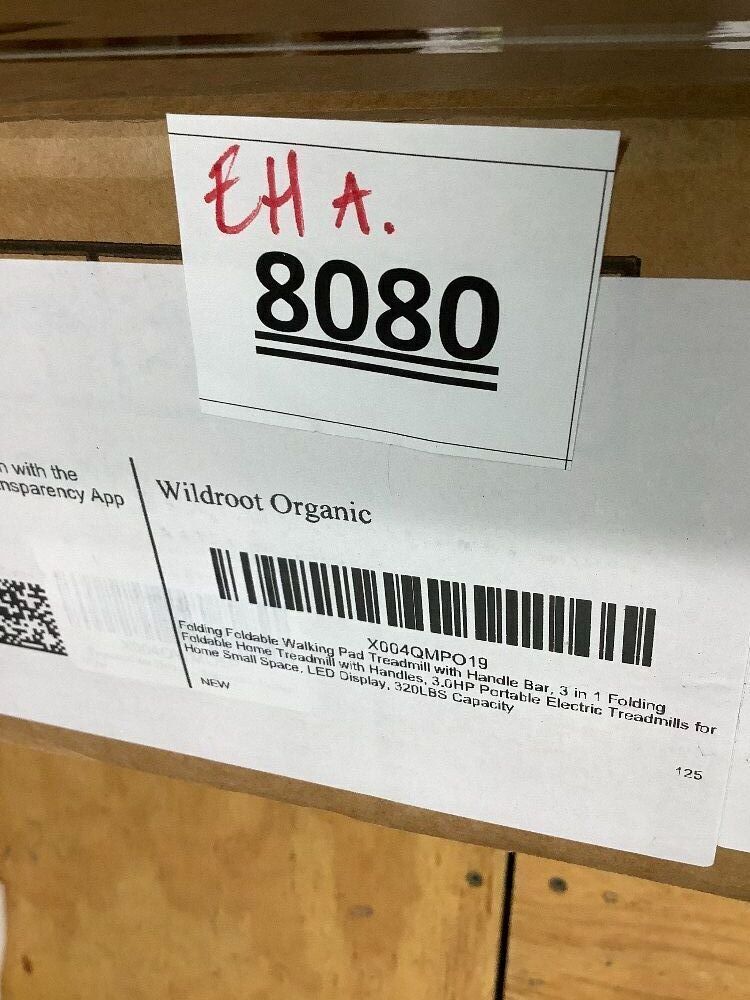 EH A.
8080
n with the
nsparency App
Wildroot Organic
X004QMPO19
Folding Foldable Walking Pad Treadmill with Handle Bar, 3 in 1 Folding
Foldable Home Treadmill with Handles, 3.0HP Portable Electric Treadmills for
Home Small Space, LED Display, 320LBS Capacity
NEW
125